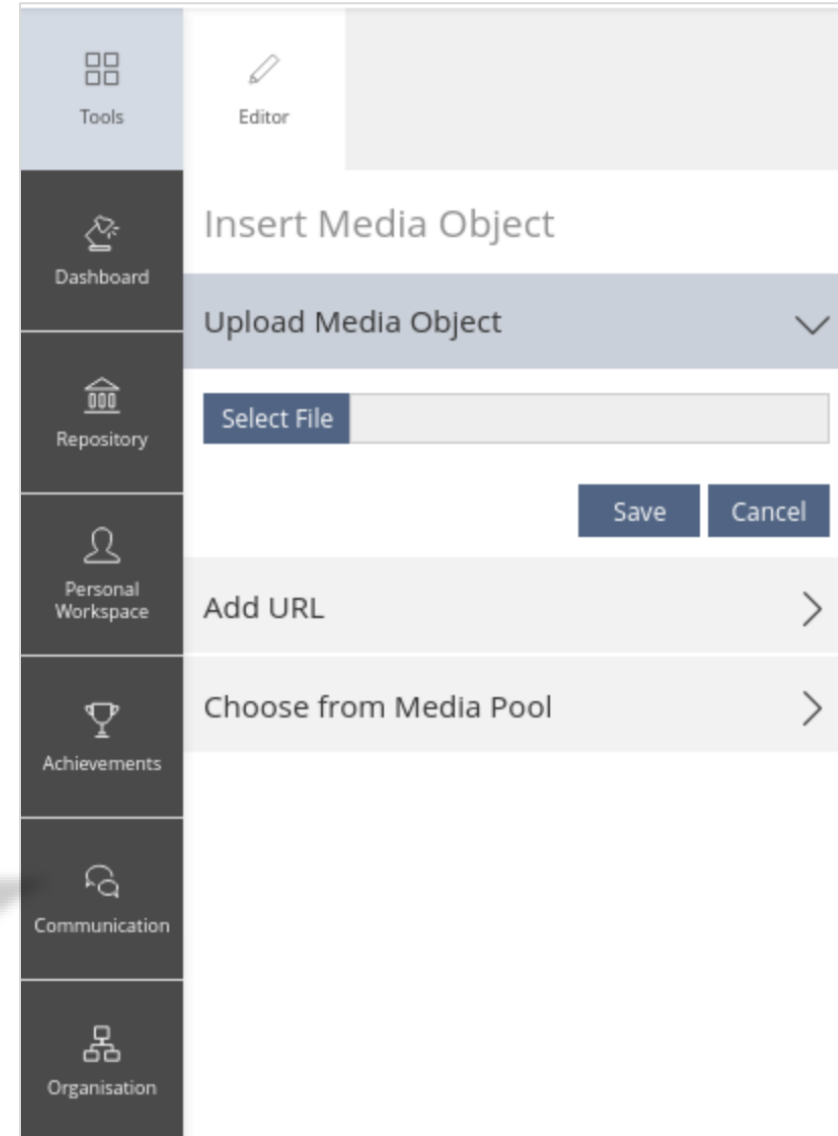 Tools
Editor
Dashboard
Repository
Personal
Workspace
Achievements
Communication
Organisation
Insert Media Object
Upload Media Object
Select File
Save
Cancel
Add URL
Choose from Media Pool